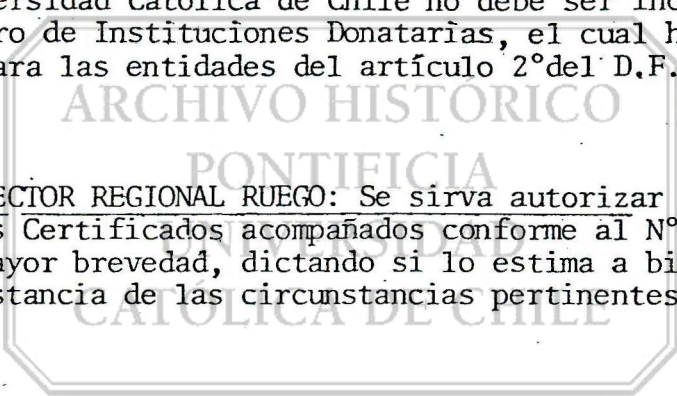 Universidad Católica de Chile no debe ser
ro de Instituciones Donatarias, el cual h
ara las entidades del artículo 2°del D.F.
ARCHIVO HISTÓRICO
PONTIFICIA
ECTOR REGIONAL RUEGO: Se sirva autorizar
s Certificados acompañados conforme al N°
UNIVERSIDAD
ayor brevedad, dictando si lo estima a bi
stancia de las circunstancias pertinentes
CATÓLICA DE CHILE